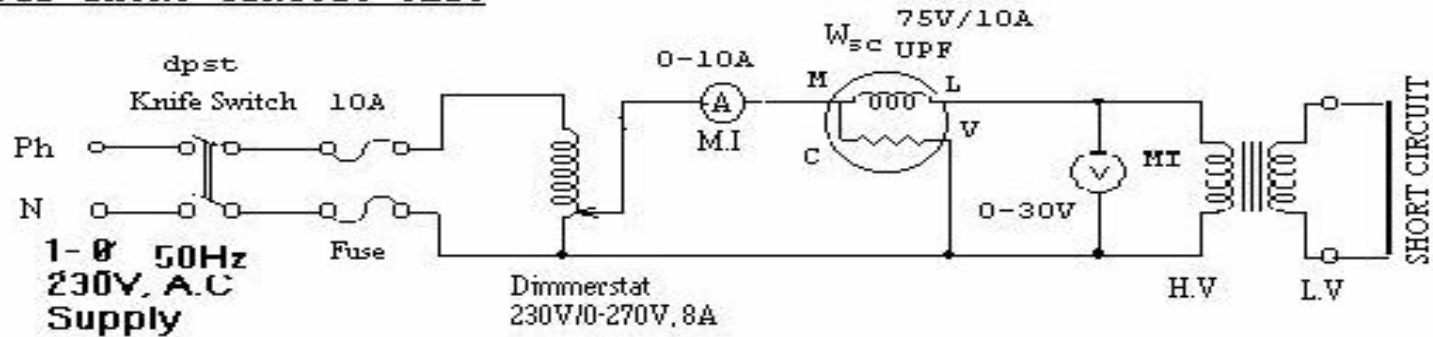 75V/10A
Wsc UPF
0-10A
dpst
Knife Switch 10A
M L
A
Ph
M.I
V
C
MI
V
N
0-30V
Fuse
1-Ø 50Hz
230V, A.C
Supply
Dimmerstat
230V/0-270V, 8A
H.V L.V
SHORT CIRCUIT